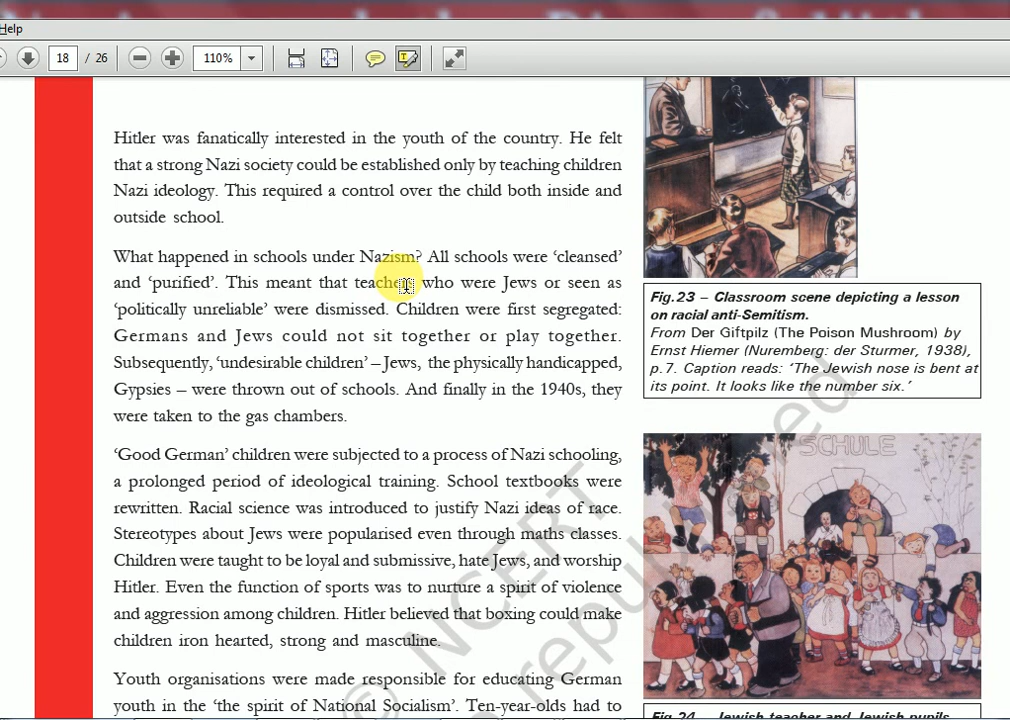 Help
18 / 26
110%
Hitler was fanatically interested in the youth of the country. He felt
that a strong Nazi society could be established only by teaching children
Nazi ideology. This required a control over the child both inside and
outside school.
What happened in schools under Nazism? All schools were ‘cleansed’
and ‘purified’. This meant that teachers who were Jews or seen as
‘politically unreliable’ were dismissed. Children were first segregated:
Germans and Jews could not sit together or play together.
Subsequently, ‘undesirable children’ – Jews, the physically handicapped,
Gypsies – were thrown out of schools. And finally in the 1940s, they
were taken to the gas chambers.
‘Good German’ children were subjected to a process of Nazi schooling,
a prolonged period of ideological training. School textbooks were
rewritten. Racial science was introduced to justify Nazi ideas of race.
Stereotypes about Jews were popularised even through maths classes.
Children were taught to be loyal and submissive, hate Jews, and worship
Hitler. Even the function of sports was to nurture a spirit of violence
and aggression among children. Hitler believed that boxing could make
children iron hearted, strong and masculine.
Youth organisations were made responsible for educating German
youth in the ‘the spirit of National Socialism’. Ten-year-olds had to
Fig.23 – Classroom scene depicting a lesson
on racial anti-Semitism.
From Der Giftpilz (The Poison Mushroom) by
Ernst Hiemer (Nuremberg: der Sturmer, 1938),
p.7. Caption reads: ‘The Jewish nose is bent at
its point. It looks like the number six.’
SCHULE
Fig.24 – Jewish teacher and Jewish pupils
© NCERT
republished